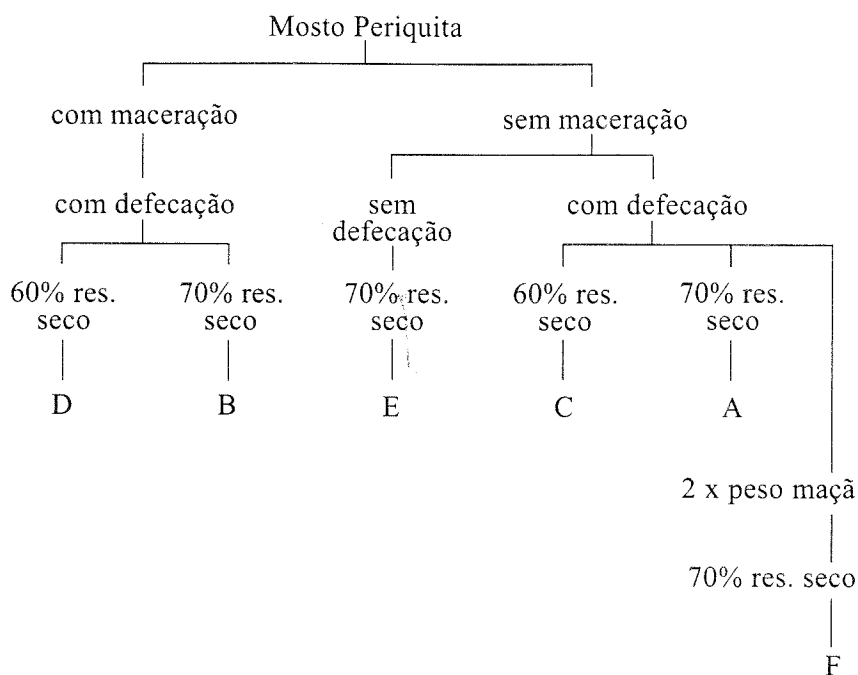 Mosto Periquita
com maceração
sem maceração
com defecação
sem
defecação
com defecação
60% res.
seco
70% res.
seco
70% res.
seco
60% res.
seco
70% res.
seco
D
B
E
C
A
2 x peso maçã
70% res. seco
F